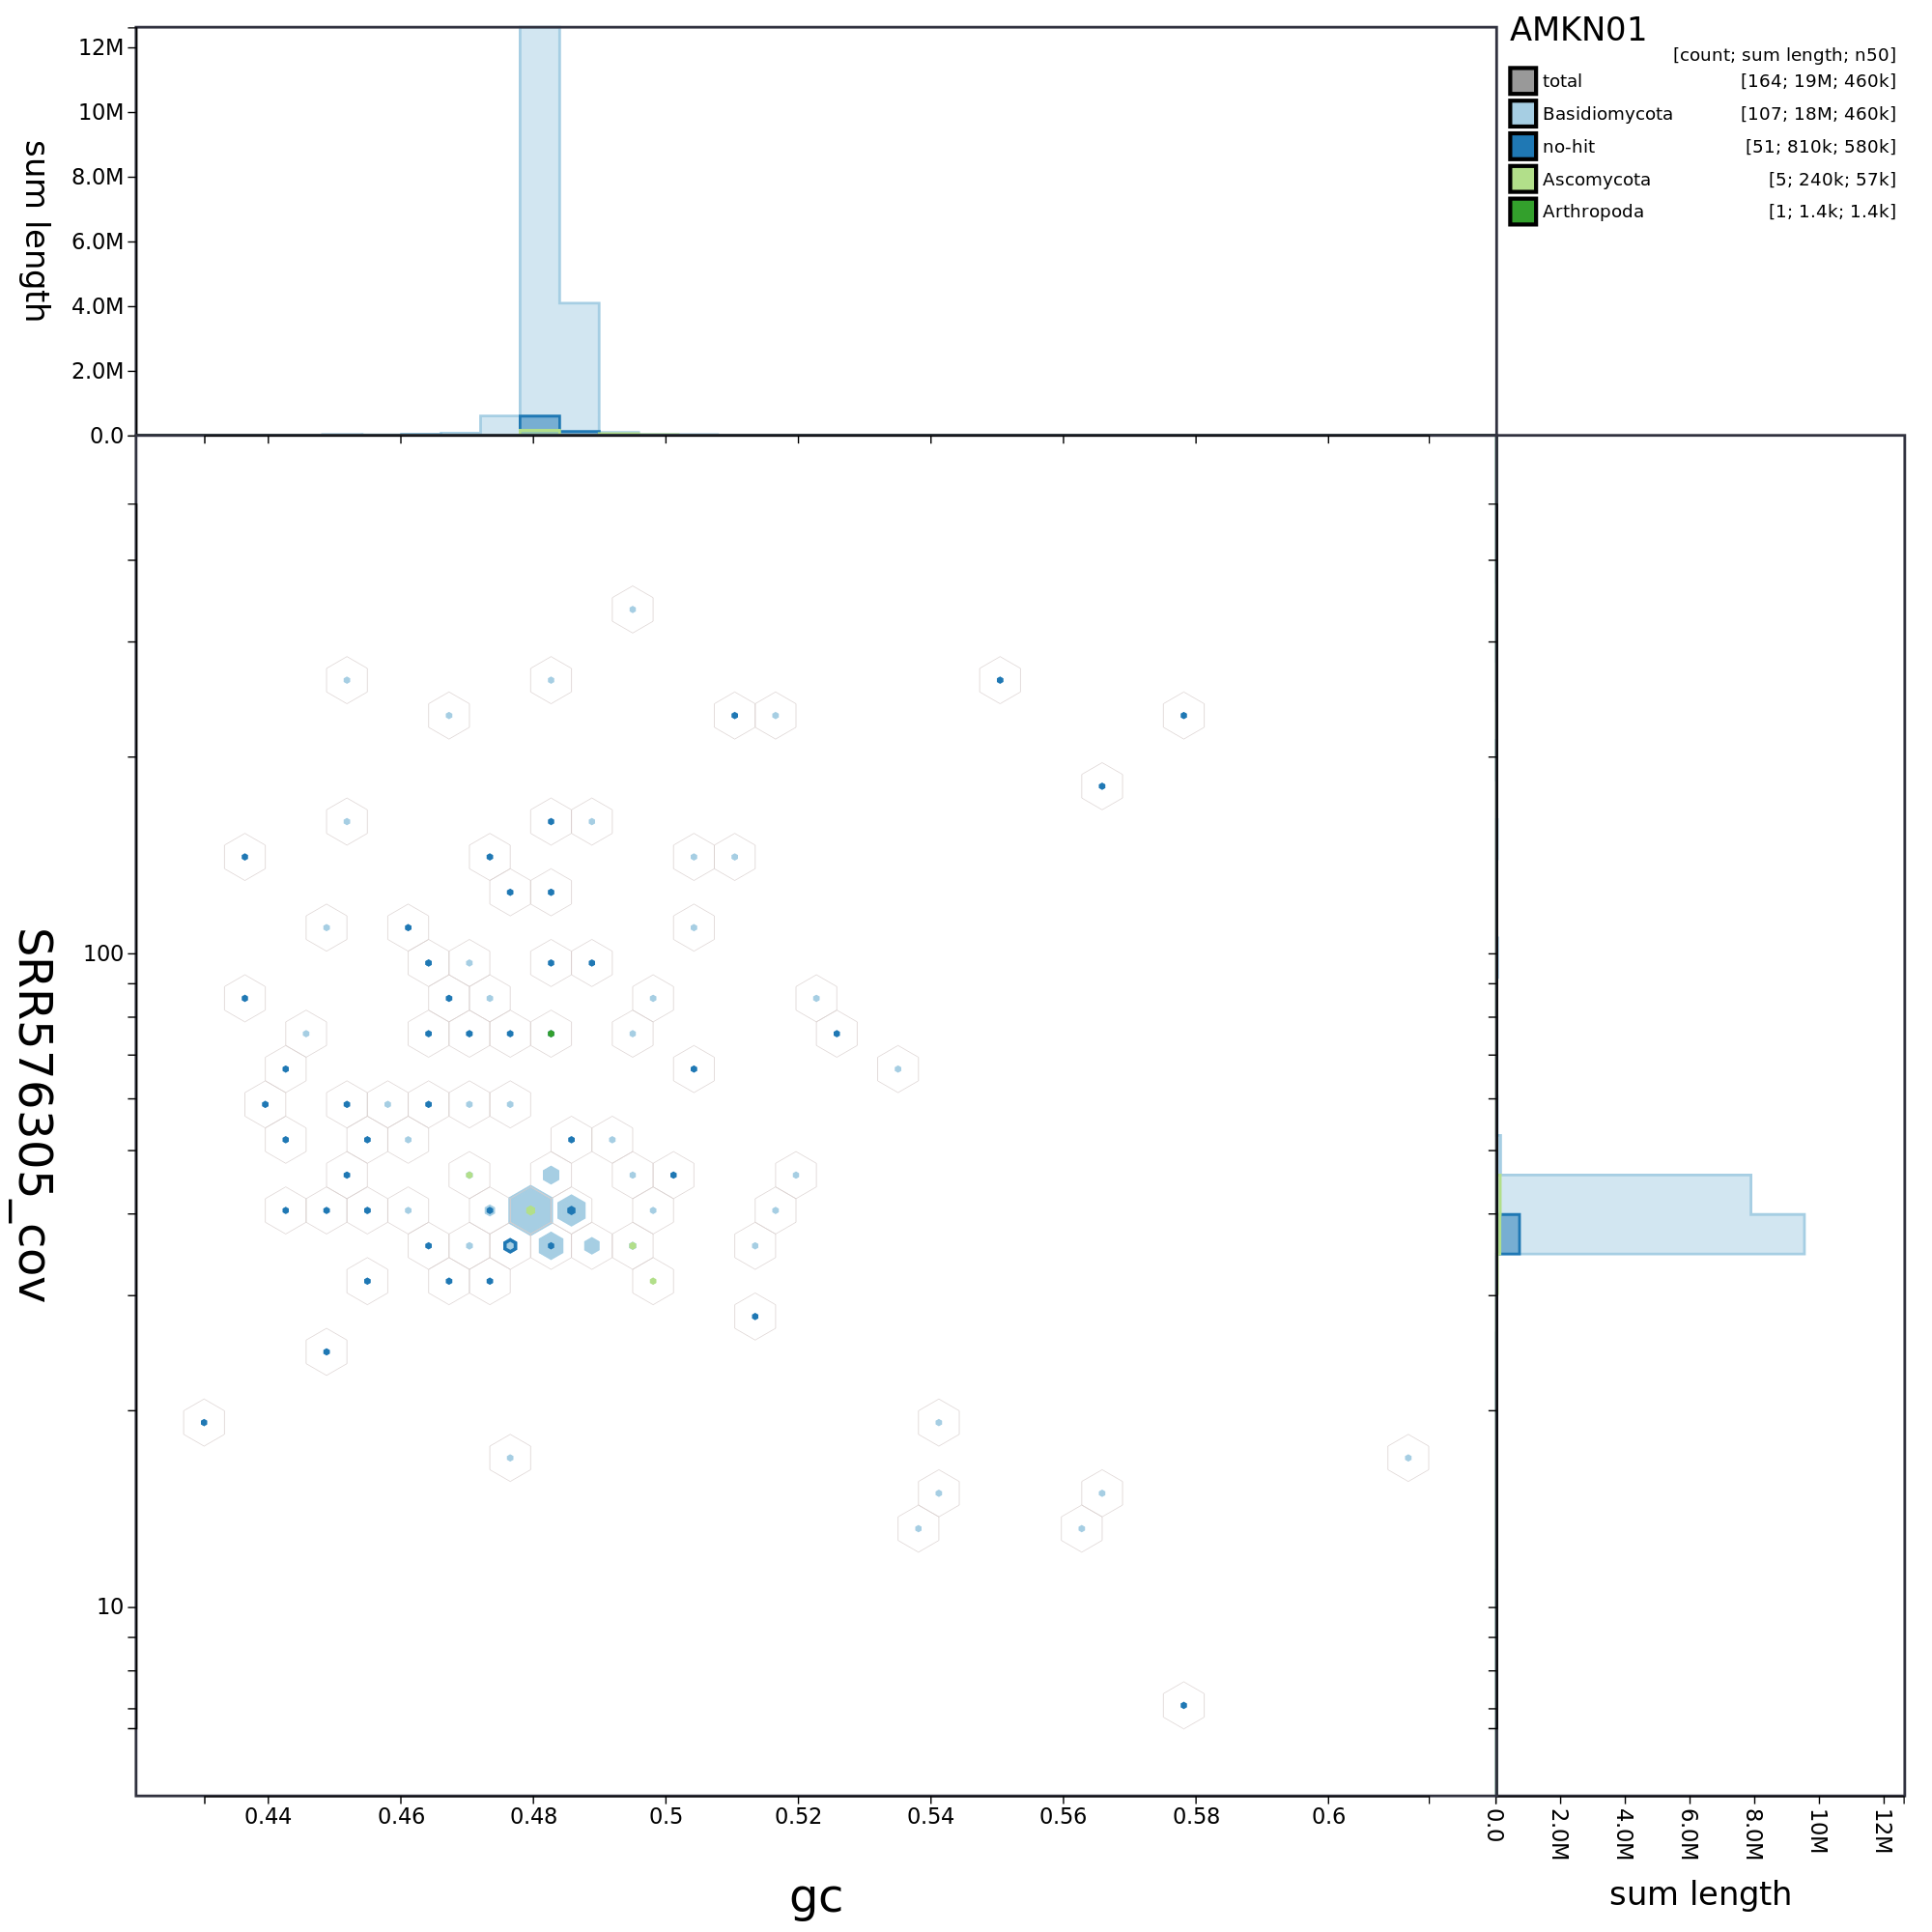 AMKN01
[count; sum length; n50]
total [164; 19M; 460k]
Basidiomycota [107; 18M; 460k]
no-hit [51; 810k; 580k]
Ascomycota [5; 240k; 57k]
Arthropoda [1; 1.4k; 1.4k]
sum length
12M
10M
8.0M
6.0M
4.0M
2.0M
0.0
SRR576305_cov
100
10
0.44 0.46 0.48 0.5 0.52 0.54 0.56 0.58 0.6
gc
0.0 2.0M 4.0M 6.0M 8.0M 10M 12M
sum length